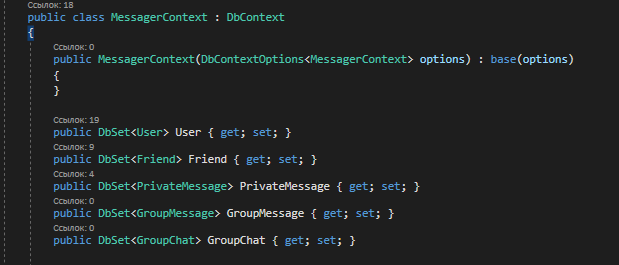 Ссылок: 18
public class MessagerContext : DbContext
{
Ссылок: 0
public MessagerContext(DbContextOptions<MessagerContext> options) : base(options)
{
}
Ссылок: 19
public DbSet<User> User { get; set; }
Ссылок: 9
public DbSet<Friend> Friend { get; set; }
Ссылок: 4
public DbSet<PrivateMessage> PrivateMessage { get; set; }
Ссылок: 0
public DbSet<GroupMessage> GroupMessage { get; set; }
Ссылок: 0
public DbSet<GroupChat> GroupChat { get; set; }